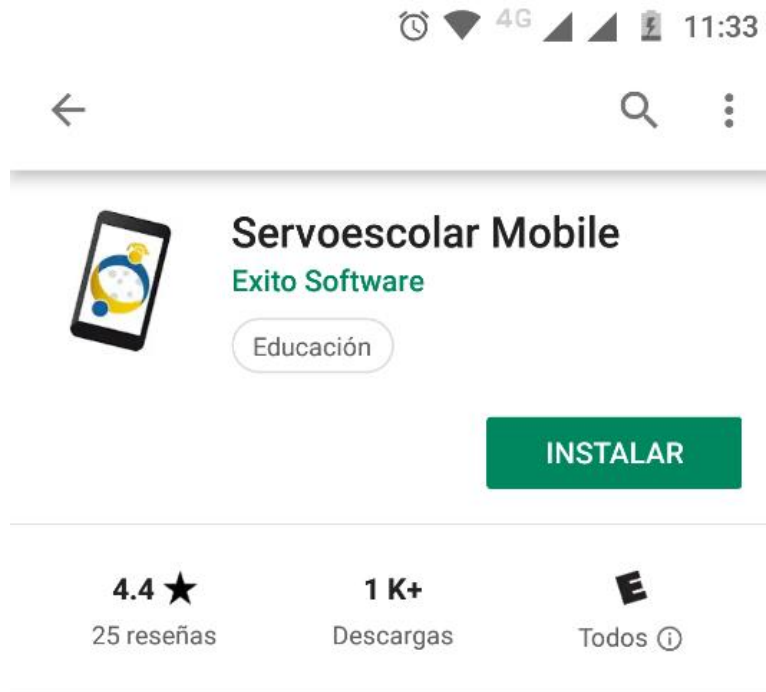 4G 11:33
Servoescolar Mobile
Exito Software
Educación
INSTALAR
4.4 ★ 1 K+ E
25 reseñas Descargas Todos